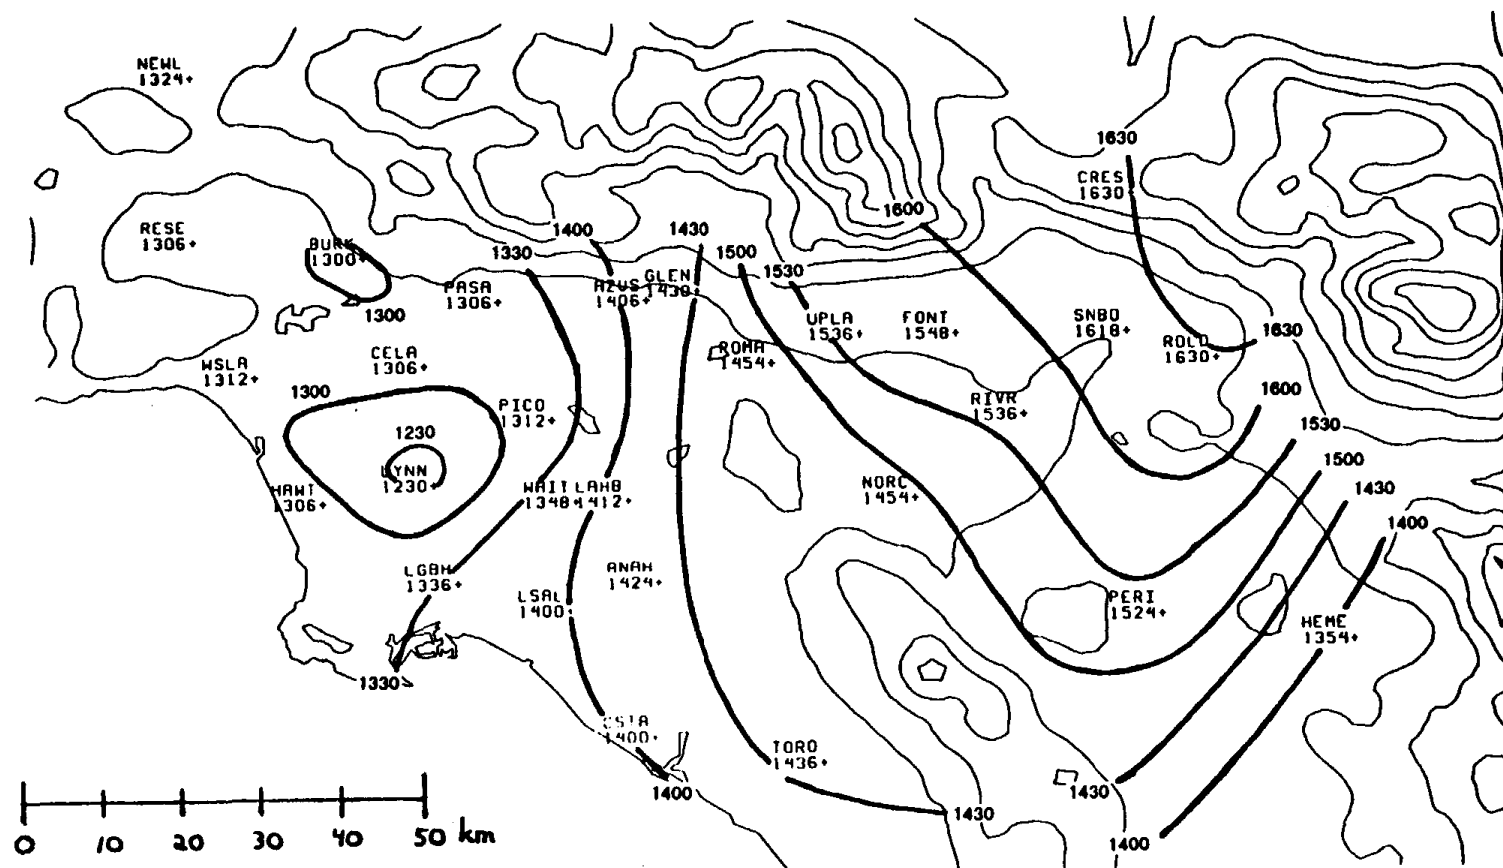 NEWL
1324+
1630
CRES
1630
1600
RESE
1306+
BURK
1300+
1400
1430
1330
1500
1530
PASA
1306+
AZUS
1406+
GLEN
1430+
1300
UPLA
1536+
FONT
1548+
SNBO
1618+
ROLD
1630+
1630
ROMA
1454+
WSLA
1312+
CELA
1306+
1300
1600
PICO
1312+
RIVR
1536+
1530
1230
LYNN
1230+
1500
HAWT
1306+
WHIT
1348+
LAHB
1412+
NORC
1454+
1430
1400
LGBH
1336+
ANAH
1424+
LSAL
1400
PERI
1524+
HEME
1354+
1330
CSTA
1400+
TORO
1436+
1400
1430
1430
1400
0 10 20 30 40 50 km